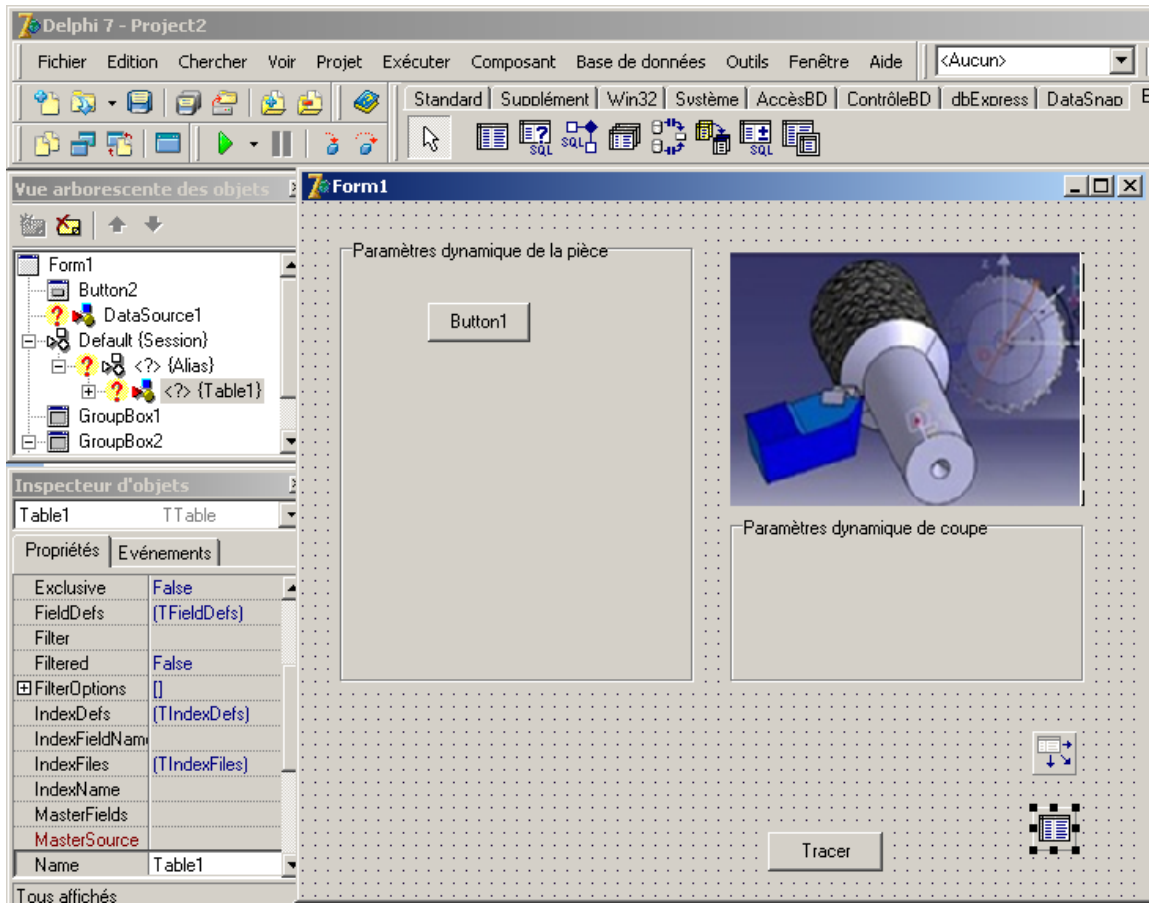 Delphi 7 - Project2
Fichier Edition Chercher Voir Projet Exécuter Composant Base de données Outils Fenêtre Aide <Aucun>
Standard Supplément Win32 Système AccèsBD ContrôleBD dbExpress DataSnap
SQL SQL SQL
Vue arborescente des objets
Form1
Button2
? DataSource1
Default {Session}
? <?> {Alias}
? <?> {Table1}
GroupBox1
GroupBox2
Inspecteur d'objets
Table1 TTable
Propriétés Evénements
Exclusive False
FieldDefs (TFieldDefs)
Filter
Filtered False
FilterOptions []
IndexDefs (TIndexDefs)
IndexFieldNam
IndexFiles (TIndexFiles)
IndexName
MasterFields
MasterSource
Name Table1
Tous affichés
Form1
Paramètres dynamique de la pièce
Button1
Paramètres dynamique de coupe
Tracer